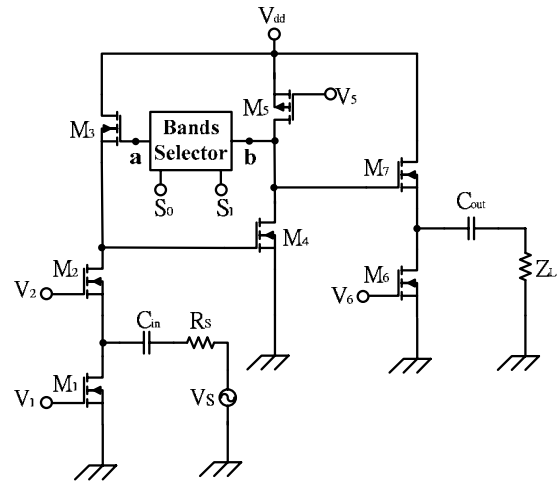 Vdd
M5
V5
M3
Bands
Selector
a
b
S0
S1
M7
Cout
M4
M2
V2
M6
V6
ZL
Cin
RS
M1
V1
VS